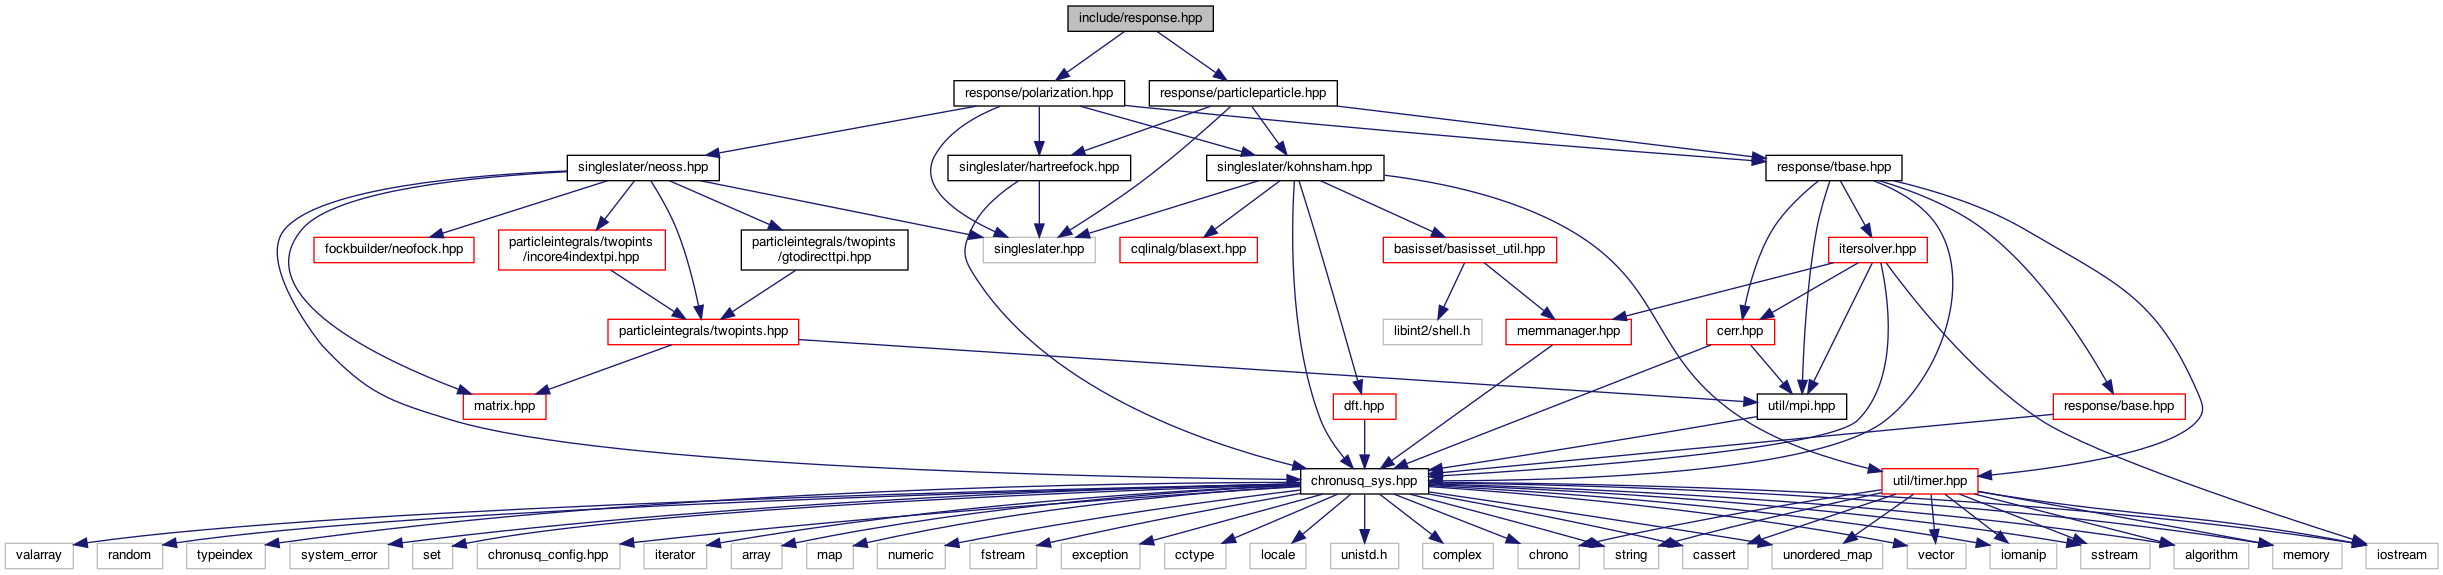 include/response.hpp
response/polarization.hpp
response/particleparticle.hpp
singleslater/neoss.hpp
singleslater/hartreefock.hpp
singleslater/kohnsham.hpp
response/tbase.hpp
fockbuilder/neofock.hpp
particleintegrals/twopints
/incore4indextpi.hpp
particleintegrals/twopints
/gtodirecttpi.hpp
singleslater.hpp
cqlinalg/blasext.hpp
basisset/basisset_util.hpp
itersolver.hpp
particleintegrals/twopints.hpp
libint2/shell.h
memmanager.hpp
cerr.hpp
matrix.hpp
dft.hpp
util/mpi.hpp
response/base.hpp
chronusq_sys.hpp
util/timer.hpp
valarray
random
typeindex
system_error
set
chronusq_config.hpp
iterator
array
map
numeric
fstream
exception
cctype
locale
unistd.h
complex
chrono
string
cassert
unordered_map
vector
iomanip
sstream
algorithm
memory
iostream